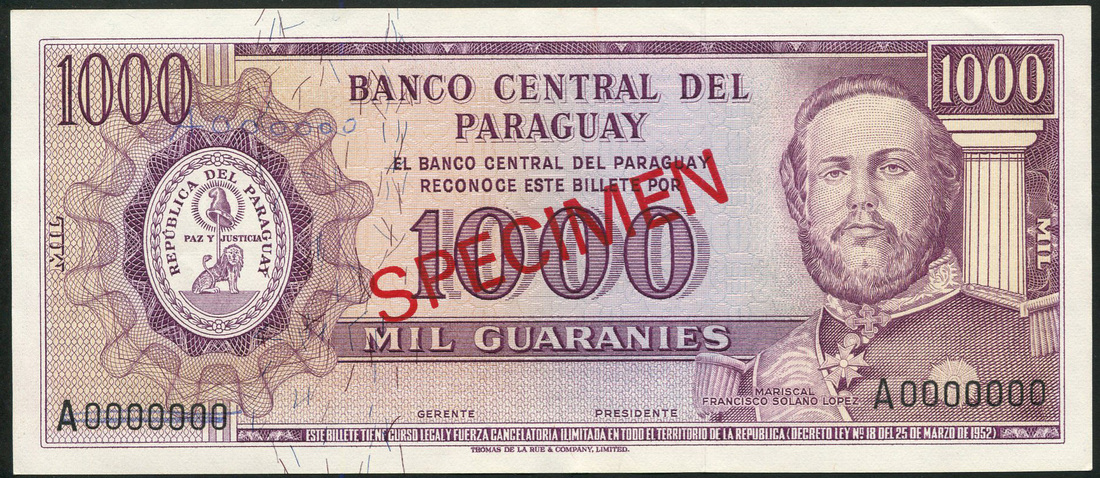 1000
1000
BANCO CENTRAL DEL
PARAGUAY
EL BANCO CENTRAL DEL PARAGUAY
RECONOCE ESTE BILLETE POR
1000
SPECIMEN
MIL GUARANIES
A0000000
REPÚBLICA DEL PARAGUAY
PAZ Y JUSTICIA
MIL
MIL
MARISCAL
FRANCISCO SOLANO LOPEZ
A0000000
A0000000
GERENTE PRESIDENTE
ESTE BILLETE TIENE CURSO LEGAL Y FUERZA CANCELATORIA ILIMITADA EN TODO EL TERRITORIO DE LA REPUBLICA (DECRETO LEY Nº 18 DEL 25 DE MARZO DE 1952)
THOMAS DE LA RUE & COMPANY, LIMITED.